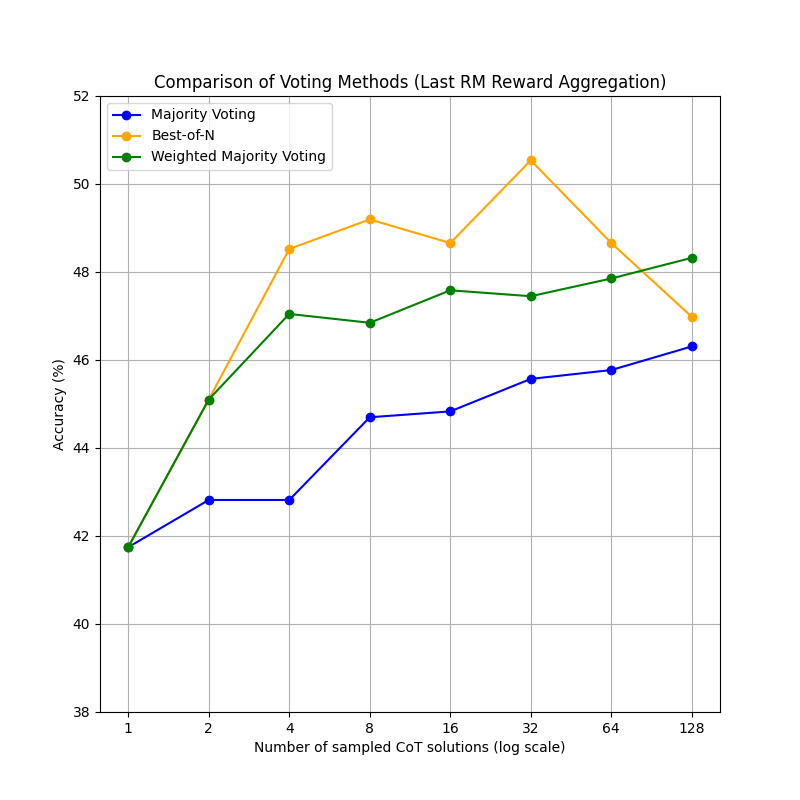 Comparison of Voting Methods (Last RM Reward Aggregation)
Majority Voting
Best-of-N
Weighted Majority Voting
52
50
48
46
44
42
40
38
Accuracy (%)
1 2 4 8 16 32 64 128
Number of sampled CoT solutions (log scale)